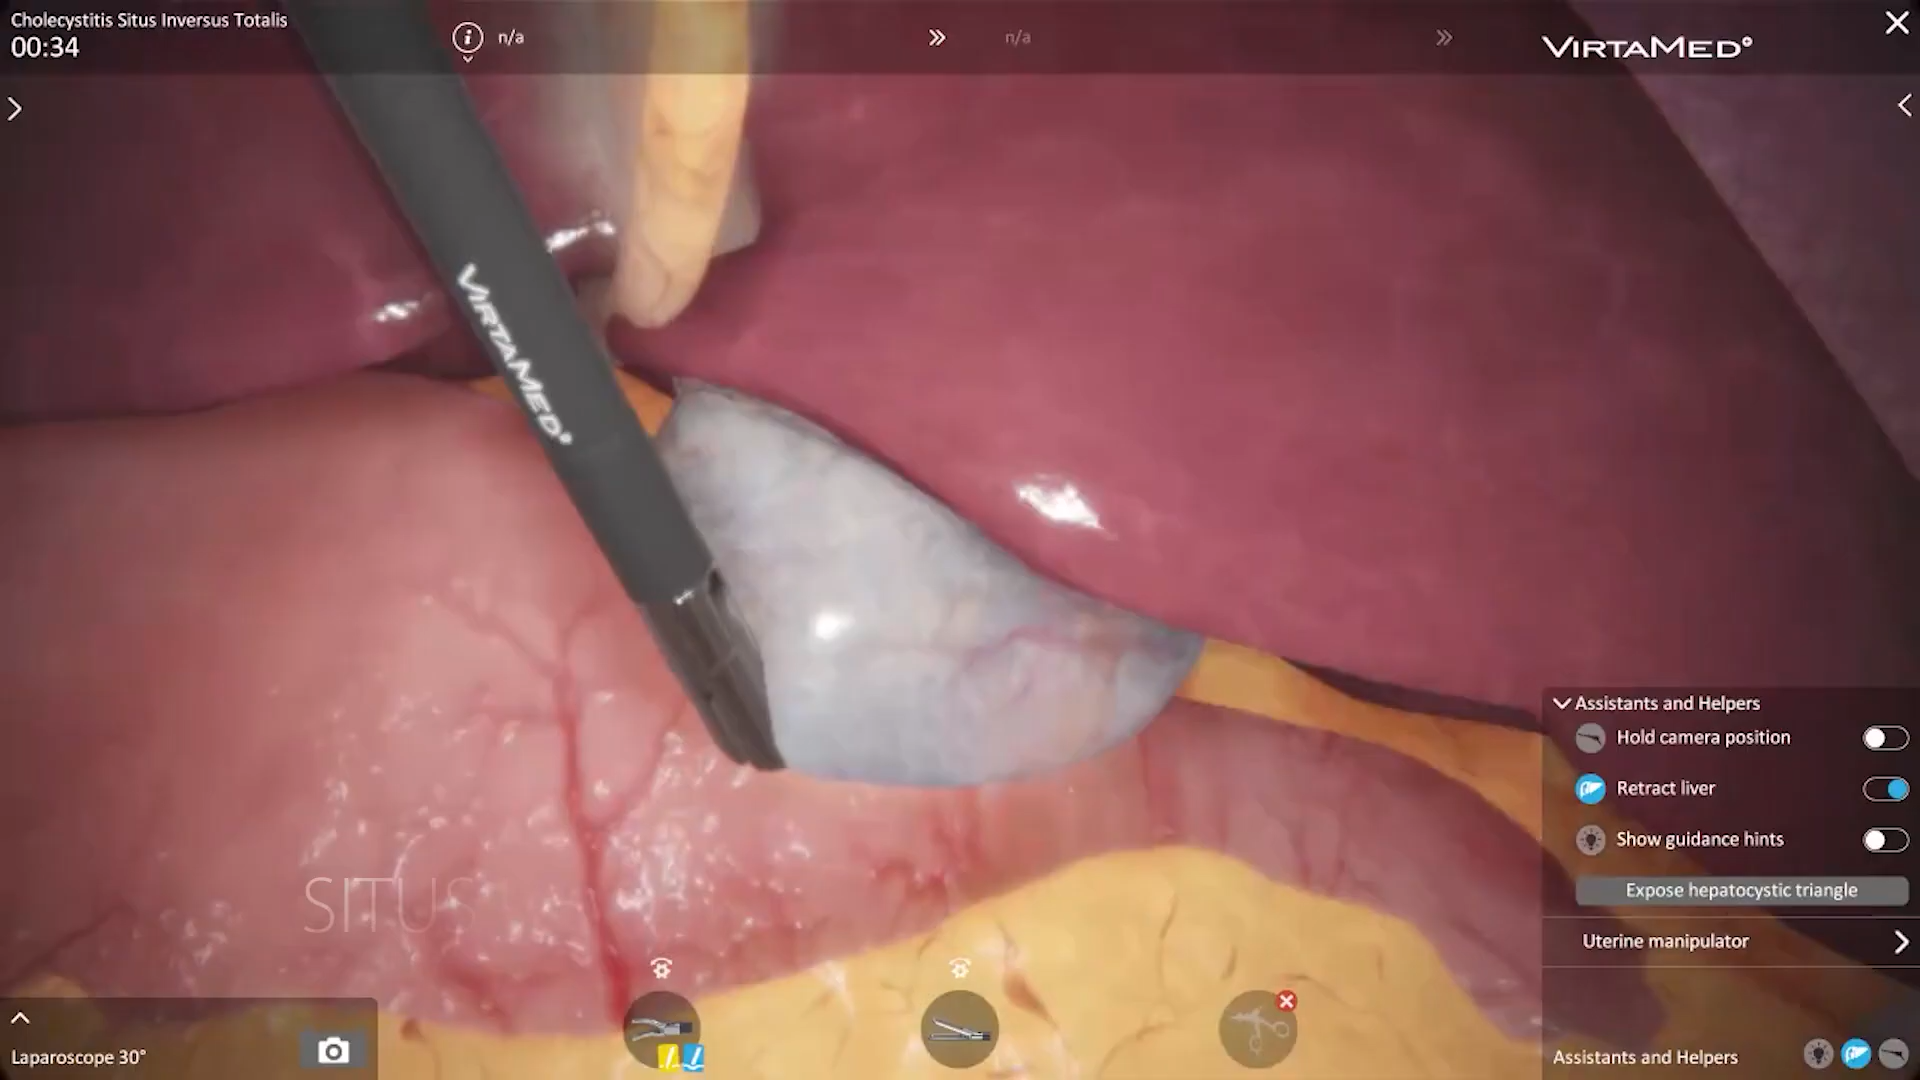 Cholecystitis Situs Inversus Totalis
00:34
n/a
n/a
VIRTAMED
VIRTAMED
Assistants and Helpers
Hold camera position
Retract liver
Show guidance hints
Expose hepatocystic triangle
Uterine manipulator
SITUS
Laparoscope 30°
Assistants and Helpers